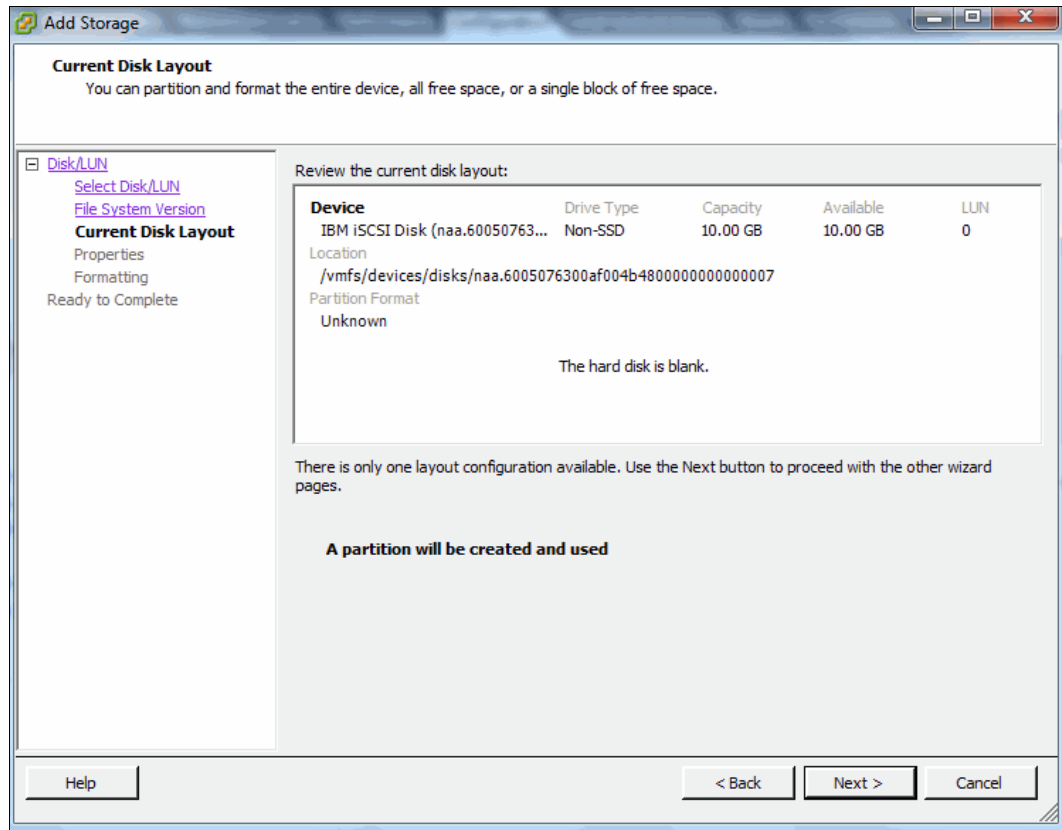 Add Storage
Current Disk Layout
You can partition and format the entire device, all free space, or a single block of free space.
Disk/LUN
Select Disk/LUN
File System Version
Current Disk Layout
Properties
Formatting
Ready to Complete
Review the current disk layout:
Device Drive Type Capacity Available LUN
IBM iSCSI Disk (naa.60050763... Non-SSD 10.00 GB 10.00 GB 0
Location
/vmfs/devices/disks/naa.6005076300af004b4800000000000007
Partition Format
Unknown
The hard disk is blank.
There is only one layout configuration available. Use the Next button to proceed with the other wizard
pages.
A partition will be created and used
Help < Back Next > Cancel